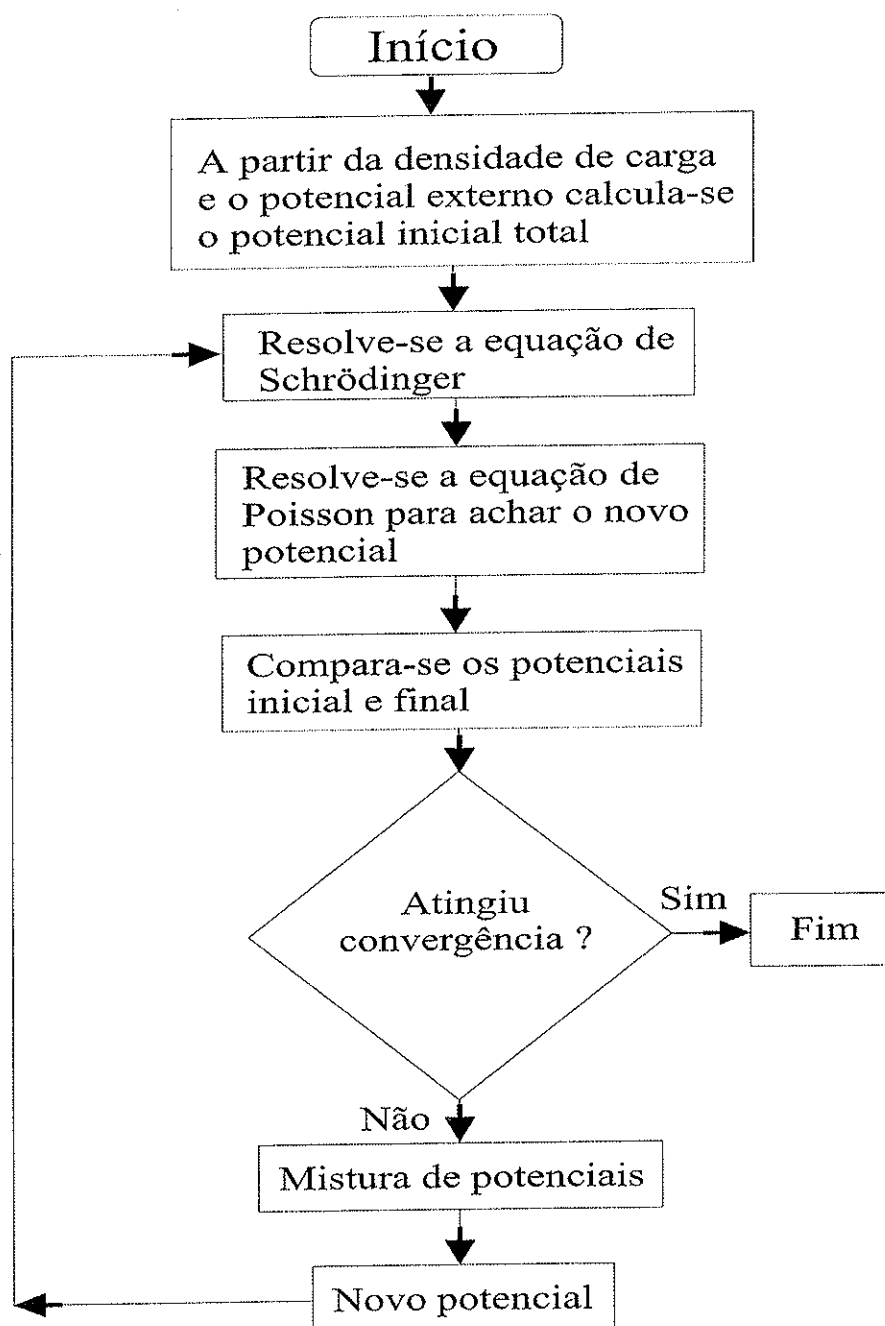 Início
A partir da densidade de carga
e o potencial externo calcula-se
o potencial inicial total
Resolve-se a equação de
Schrödinger
Resolve-se a equação de
Poisson para achar o novo
potencial
Compara-se os potenciais
inicial e final
Atingiu
convergência ?
Sim
Fim
Não
Mistura de potenciais
Novo potencial